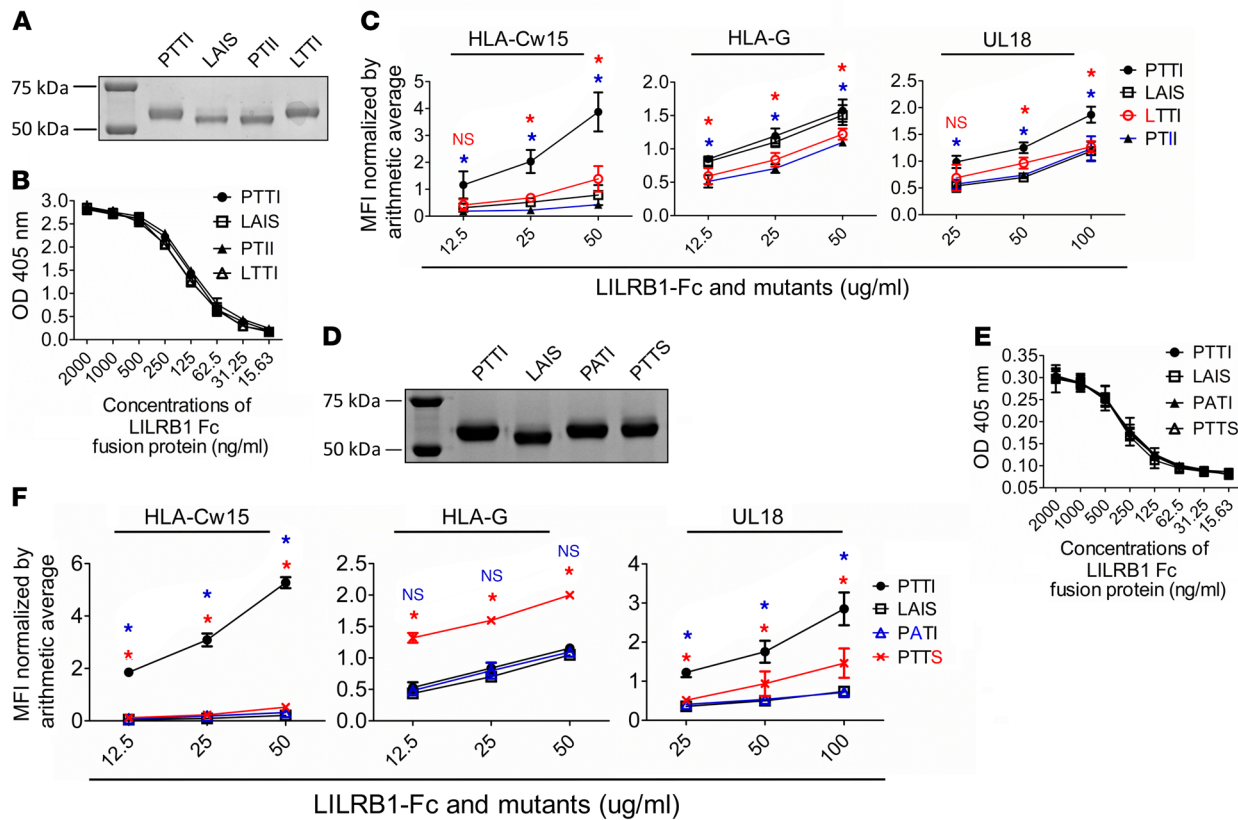 A
PTTI
LAIS
PTII
LTTI
75 kDa
50 kDa
B
OD 405 nm
3.0
2.5
2.0
1.5
1.0
0.5
0.0
2000
1000
500
250
125
62.5
31.25
15.63
PTTI
LAIS
PTII
LTTI
Concentrations of
LILRB1 Fc
fusion protein (ng/ml)
C
HLA-Cw15
HLA-G
UL18
MFI normalized by
arithmetic average
5
4
3
2
1
0
NS
*
*
*
*
*
12.5
25
50
2.0
1.5
1.0
0.5
0.0
*
*
*
*
*
*
12.5
25
50
2.5
2.0
1.5
1.0
0.5
0.0
NS
*
*
*
*
*
25
50
100
PTTI
LAIS
LTTI
PTII
LILRB1-Fc and mutants (ug/ml)
D
PTTI
LAIS
PATI
PTTS
75 kDa
50 kDa
E
OD 405 nm
0.35
0.30
0.25
0.20
0.15
0.10
0.05
2000
1000
500
250
125
62.5
31.25
15.63
PTTI
LAIS
PATI
PTTS
Concentrations of
LILRB1 Fc
fusion protein (ng/ml)
F
HLA-Cw15
HLA-G
UL18
MFI normalized by
arithmetic average
6
4
2
0
*
*
*
*
*
*
12.5
25
50
2.5
2.0
1.5
1.0
0.5
0.0
NS
*
NS
*
NS
*
12.5
25
50
4
3
2
1
0
*
*
*
*
*
*
25
50
100
PTTI
LAIS
PATI
PTTS
LILRB1-Fc and mutants (ug/ml)